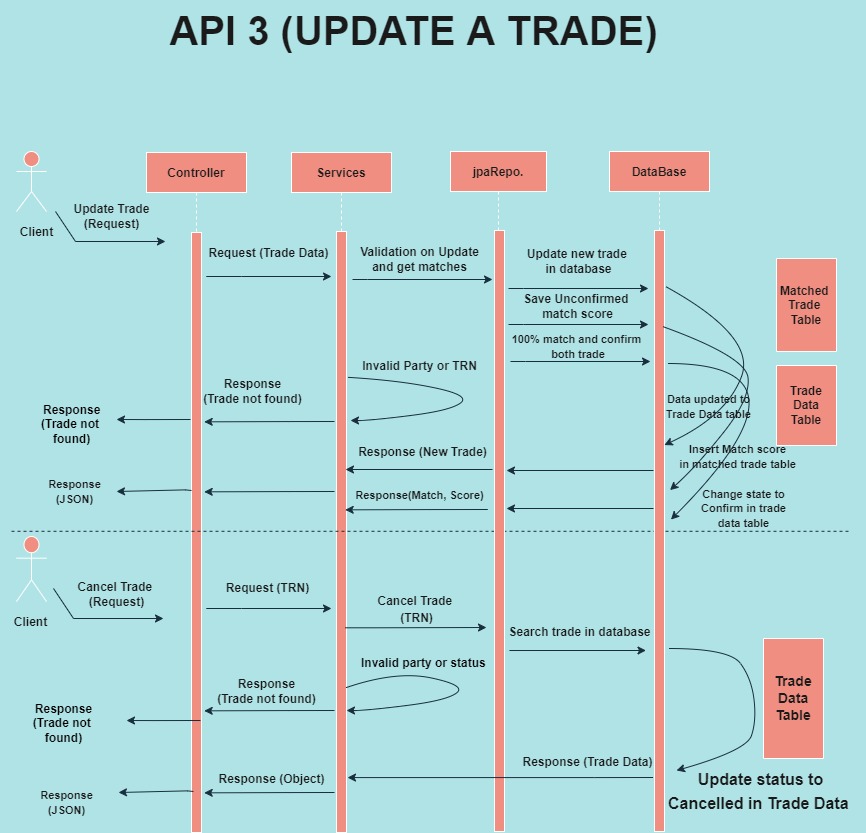 API 3 (UPDATE A TRADE)
Controller
Services
jpaRepo.
DataBase
Client
Update Trade
(Request)
Request (Trade Data)
Validation on Update
and get matches
Update new trade
in database
Save Unconfirmed
match score
100% match and confirm
both trade
Matched
Trade
Table
Trade
Data
Table
Invalid Party or TRN
Response
(Trade not found)
Response
(Trade not
found)
Data updated to
Trade Data table
Response (New Trade)
Insert Match score
in matched trade table
Response
(JSON)
Response(Match, Score)
Change state to
Confirm in trade
data table
Client
Cancel Trade
(Request)
Request (TRN)
Cancel Trade
(TRN)
Search trade in database
Invalid party or status
Response
(Trade not found)
Response
(Trade not
found)
Trade
Data
Table
Response (Trade Data)
Update status to
Cancelled in Trade Data
Response (Object)
Response
(JSON)